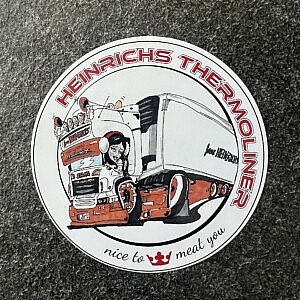 HEINRICHS THERMOLINER
nice to meat you